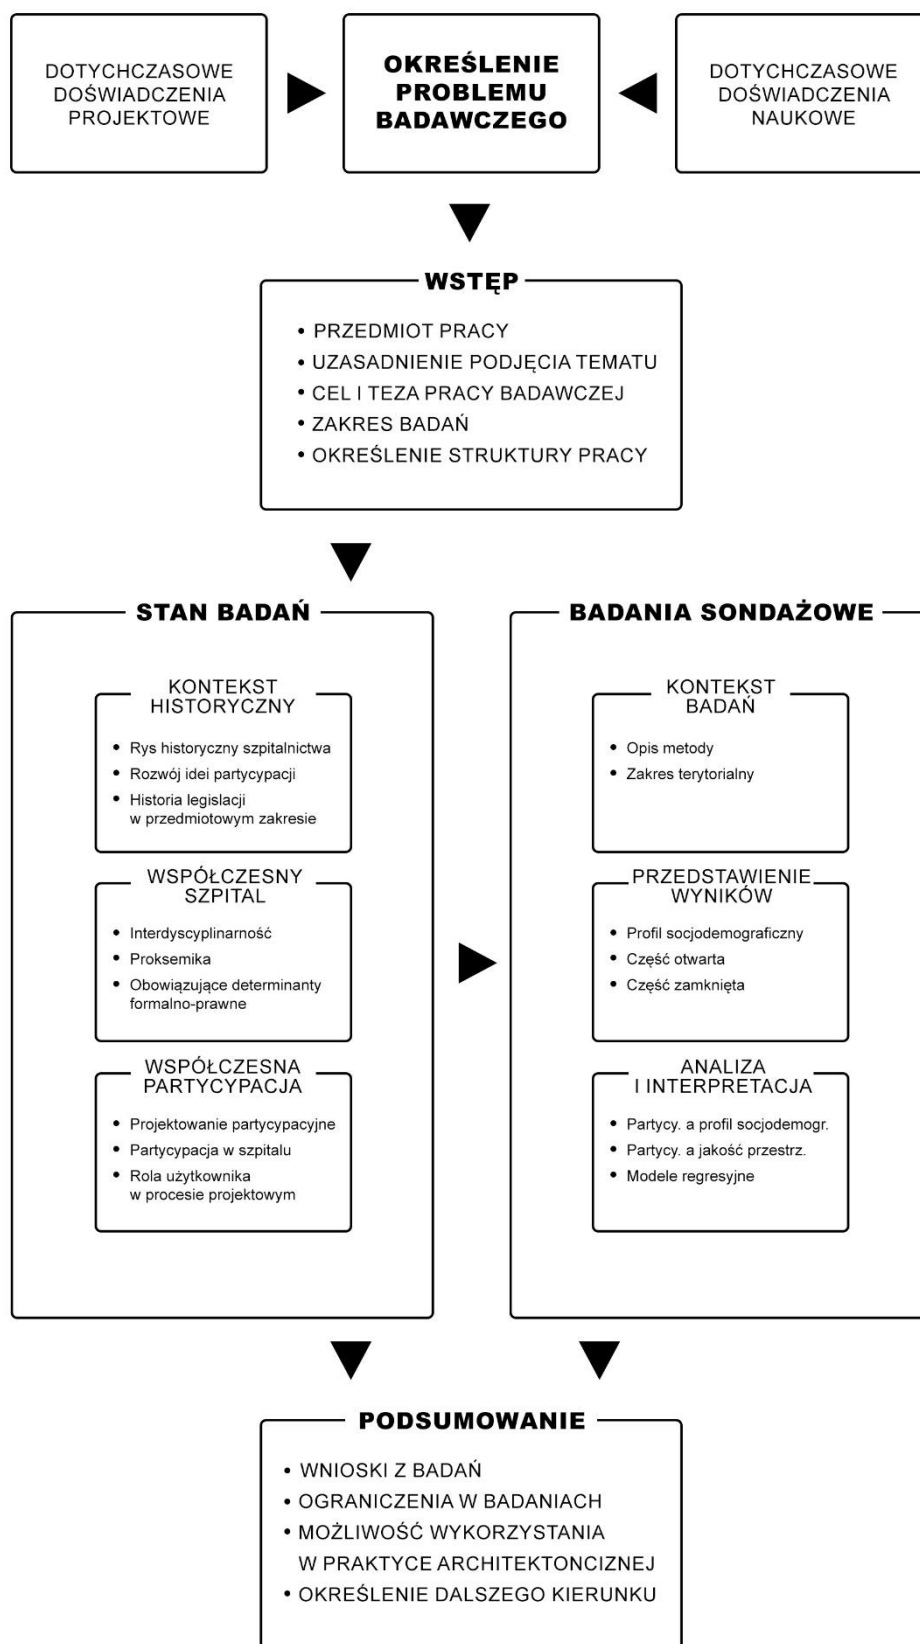 DOTYCHCZASOWE
DOŚWIADCZENIA
PROJEKTOWE
OKREŚLENIE
PROBLEMU
BADAWCZEGO
DOTYCHCZASOWE
DOŚWIADCZENIA
NAUKOWE
WSTĘP
• PRZEDMIOT PRACY
• UZASADNIENIE PODJĘCIA TEMATU
• CEL I TEZA PRACY BADAWCZEJ
• ZAKRES BADAŃ
• OKREŚLENIE STRUKTURY PRACY
STAN BADAŃ
KONTEKST
HISTORYCZNY
• Rys historyczny szpitalnictwa
• Rozwój idei partycypacji
• Historia legislacji
w przedmiotowym zakresie
WSPÓŁCZESNY
SZPITAL
• Interdyscyplinarność
• Proksemika
• Obowiązujące determinanty
formalno-prawne
WSPÓŁCZESNA
PARTYCYPACJA
• Projektowanie partycypacyjne
• Partycypacja w szpitalu
• Rola użytkownika
w procesie projektowym
BADANIA SONDAŻOWE
KONTEKST
BADAŃ
• Opis metody
• Zakres terytorialny
PRZEDSTAWIENIE
WYNIKÓW
• Profil socjodemograficzny
• Część otwarta
• Część zamknięta
ANALIZA
I INTERPRETACJA
• Partycy. a profil socjodemogr.
• Partycy. a jakość przestrz.
• Modele regresyjne
PODSUMOWANIE
• WNIOSKI Z BADAŃ
• OGRANICZENIA W BADANIACH
• MOŻLIWOŚĆ WYKORZYSTANIA
W PRAKTYCE ARCHITEKTONCIZNEJ
• OKREŚLENIE DALSZEGO KIERUNKU